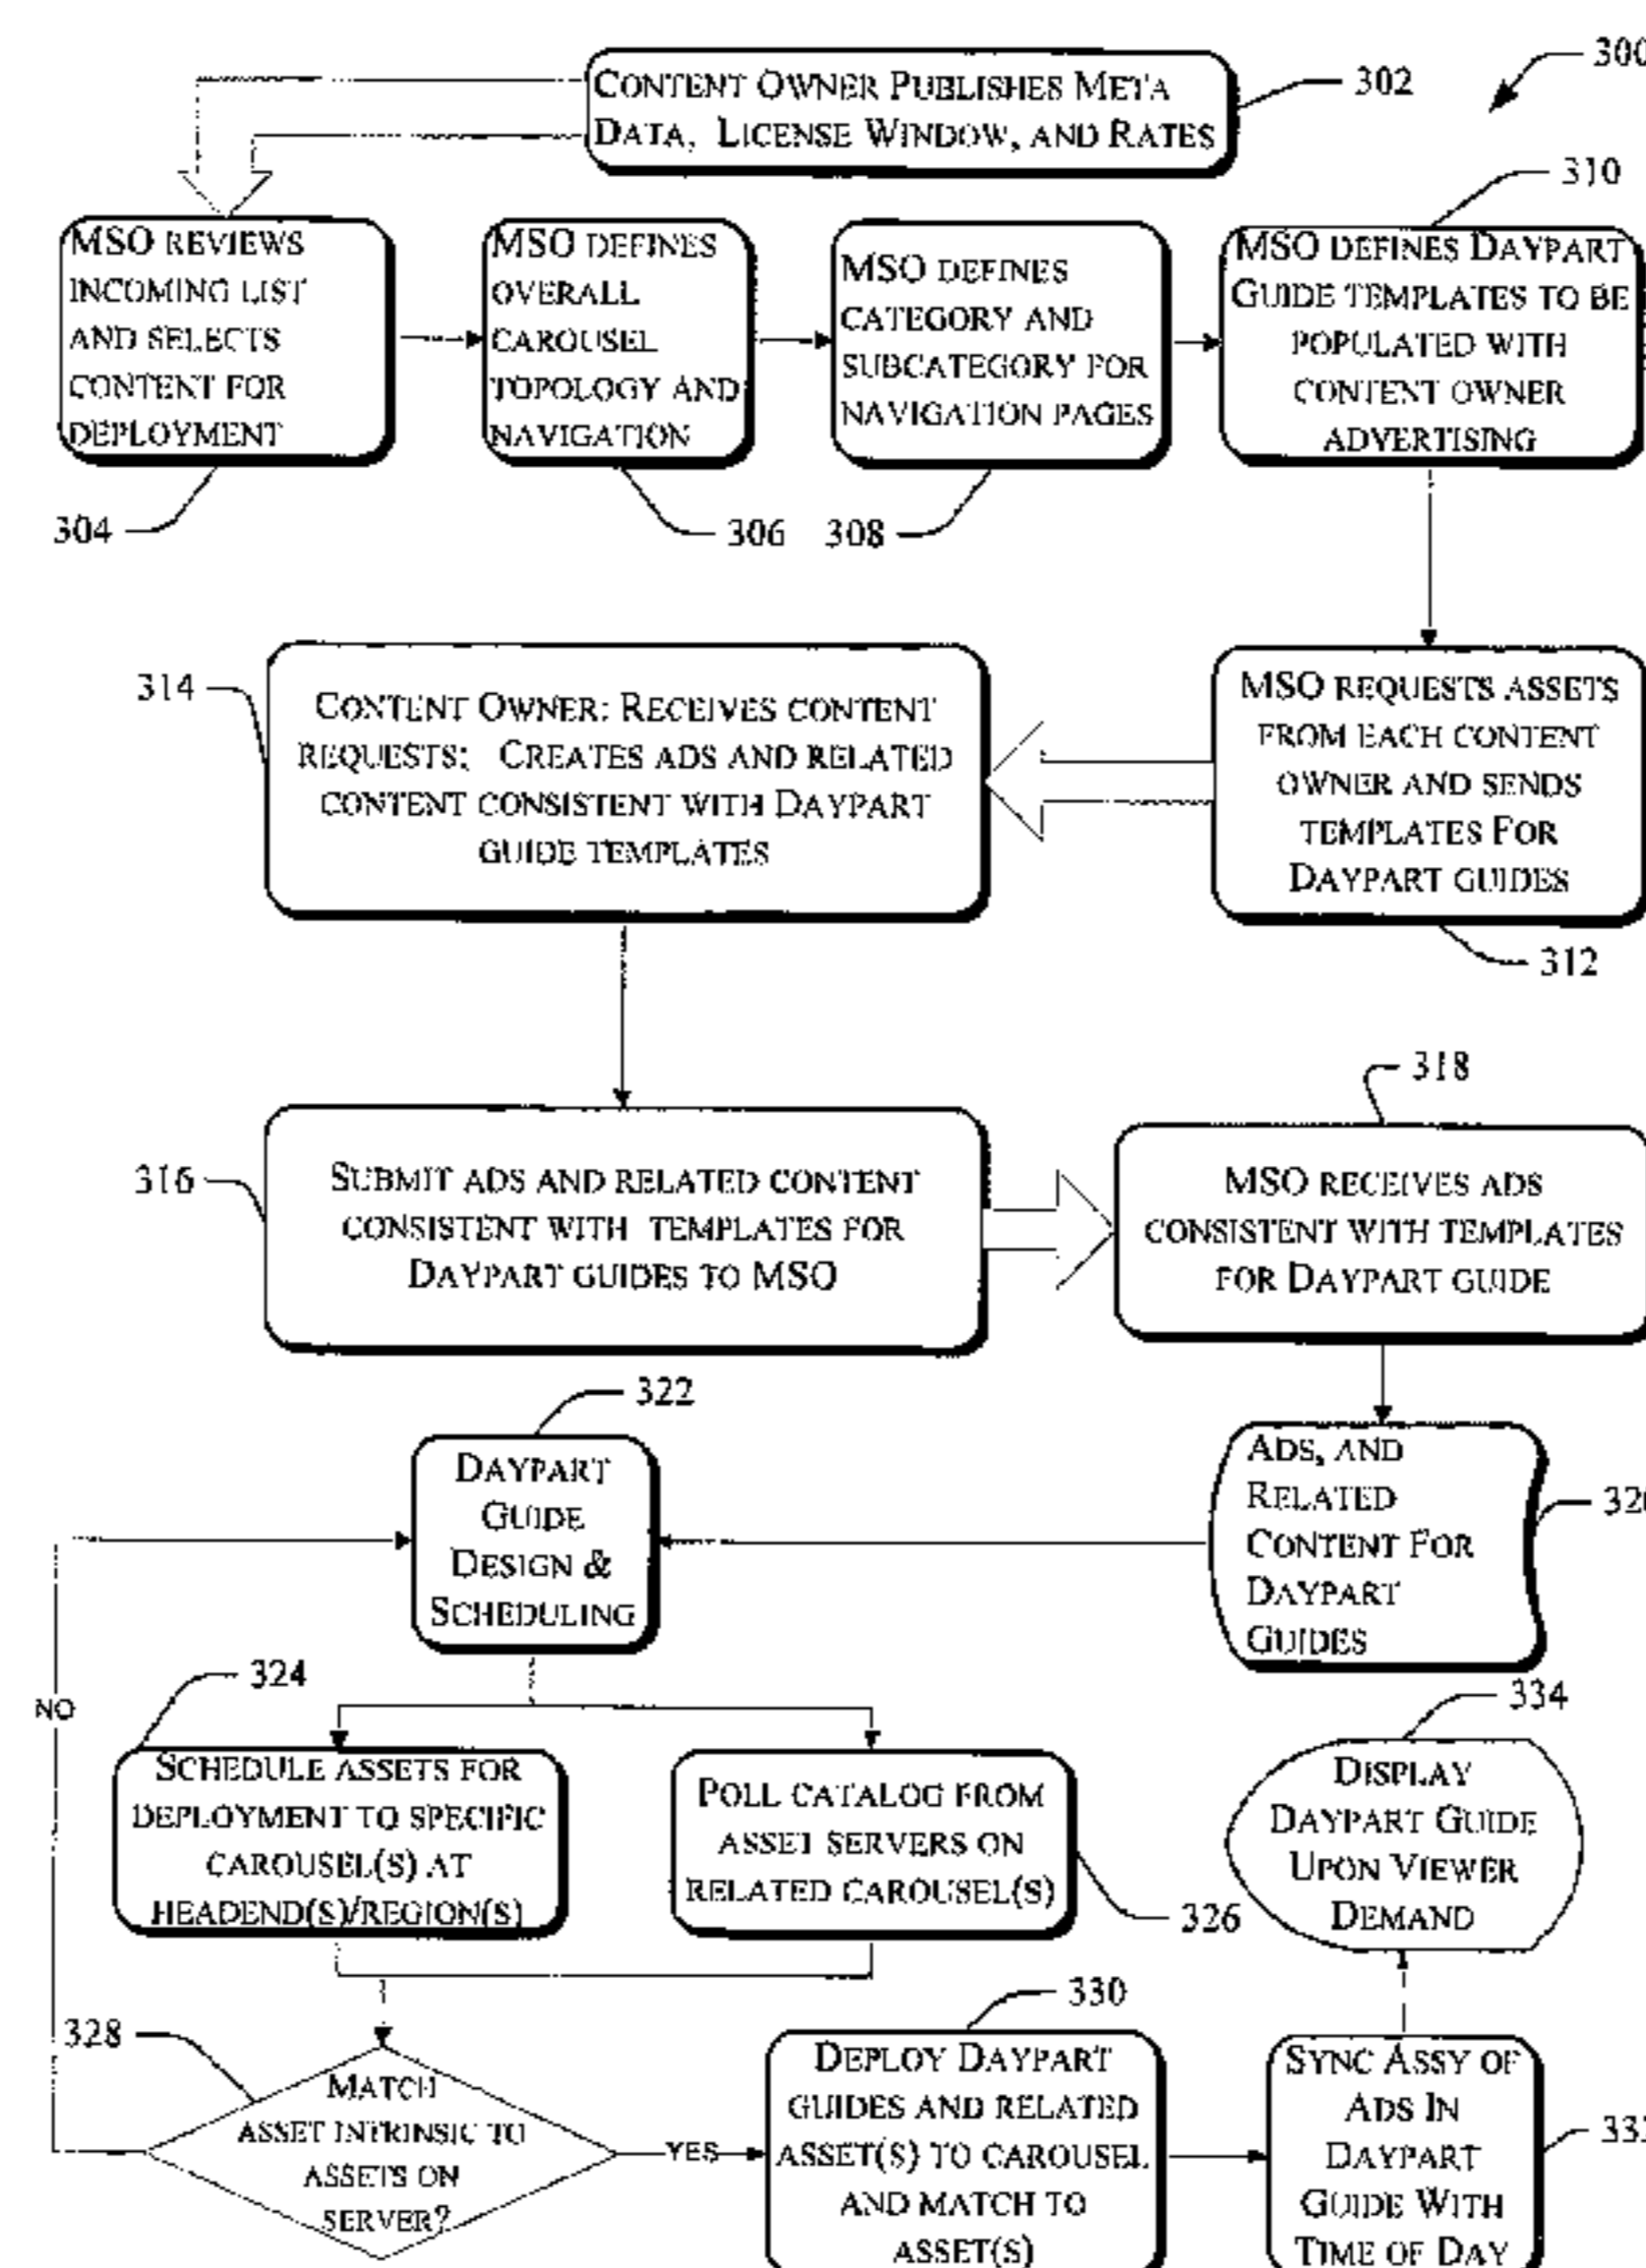 300
CONTENT OWNER PUBLISHES META
DATA, LICENSE WINDOW, AND RATES
302
310
MSO REVIEWS
INCOMING LIST
AND SELECTS
CONTENT FOR
DEPLOYMENT
304
MSO DEFINES
OVERALL
CAROUSEL
TOPOLOGY AND
NAVIGATION
306
MSO DEFINES
CATEGORY AND
SUBCATEGORY FOR
NAVIGATION PAGES
308
MSO DEFINES DAYPART
GUIDE TEMPLATES TO BE
POPULATED WITH
CONTENT OWNER
ADVERTISING
314
CONTENT OWNER: RECEIVES CONTENT
REQUESTS; CREATES ADS AND RELATED
CONTENT CONSISTENT WITH DAYPART
GUIDE TEMPLATES
MSO REQUESTS ASSETS
FROM EACH CONTENT
OWNER AND SENDS
TEMPLATES FOR
DAYPART GUIDES
312
316
SUBMIT ADS AND RELATED CONTENT
CONSISTENT WITH TEMPLATES FOR
DAYPART GUIDES TO MSO
318
MSO RECEIVES ADS
CONSISTENT WITH TEMPLATES
FOR DAYPART GUIDE
322
DAYPART
GUIDE
DESIGN &
SCHEDULING
ADS, AND
RELATED
CONTENT FOR
DAYPART
GUIDES
NO
324
SCHEDULE ASSETS FOR
DEPLOYMENT TO SPECIFIC
CAROUSEL(S) AT
HEADEND(S)/REGION(S)
POLL CATALOG FROM
ASSET SERVERS ON
RELATED CAROUSEL(S)
326
334
DISPLAY
DAYPART GUIDE
UPON VIEWER
DEMAND
328
MATCH
ASSET INTRINSIC TO
ASSETS ON
SERVER?
YES
330
DEPLOY DAYPART
GUIDES AND RELATED
ASSET(S) TO CAROUSEL
AND MATCH TO
ASSET(S)
SYNC ASSY OF
ADS IN
DAYPART
GUIDE WITH
TIME OF DAY